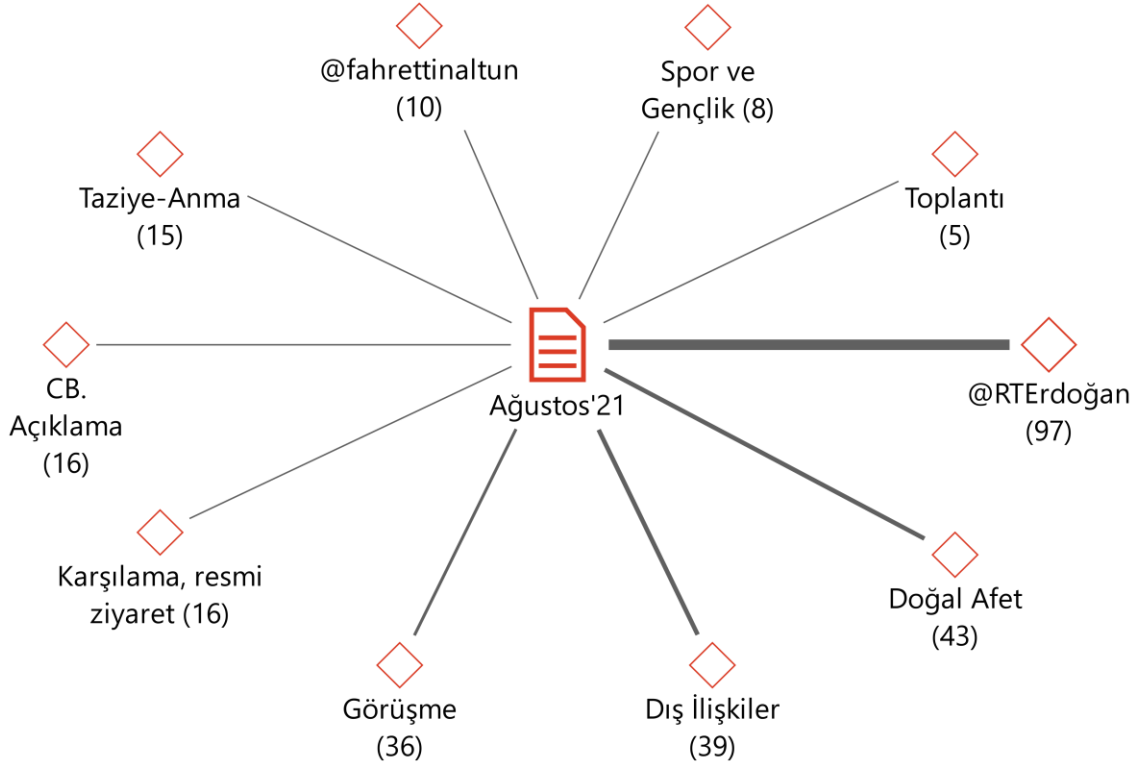 @fahrettinaltun
(10)
Spor ve
Gençlik (8)
Taziye-Anma
(15)
Toplantı
(5)
CB.
Açıklama
(16)
Ağustos'21
@RTErdoğan
(97)
Karşılama, resmi
ziyaret (16)
Doğal Afet
(43)
Görüşme
(36)
Dış İlişkiler
(39)